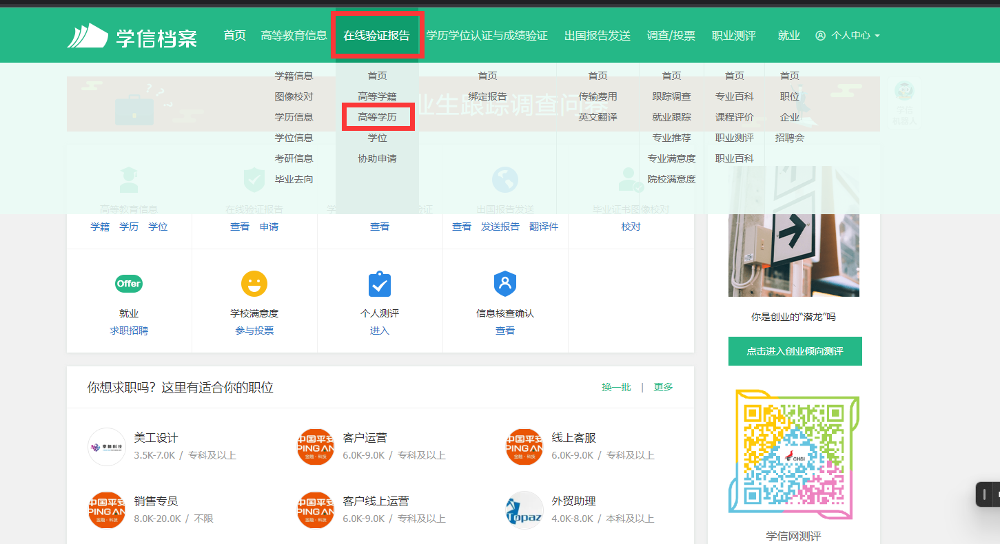 学信档案
首页 高等教育信息 在线验证报告 学历学位认证与成绩验证 出国报告发送 调查/投票 职业测评 就业 个人中心
学籍信息 首页 首页 首页 首页 首页 首页
图像校对 高等学籍 绑定报告 传输费用 跟踪调查 专业百科 职位
学历信息 高等学历 英文翻译 就业跟踪 课程评价 企业
学位信息 学位 专业推荐 职业测评 招聘会
考研信息 协助申请 专业满意度 职业百科
毕业去向 院校满意度
业生跟踪调查问卷
学信
机器人
高等教育信息 在线验证报告 学 验证 出国报告发送 毕业证书图像校对
学籍 学历 学位 查看 申请 查看 查看 发送报告 翻译件 校对
Offer
就业 学校满意度 个人测评 信息核查确认
求职招聘 参与投票 进入 查看
你是创业的“潜龙”吗
点击进入创业倾向测评
你想求职吗？这里有适合你的职位 换一批 | 更多
美工设计
3.5K-7.0K / 专科及以上
中国平安
PING AN
金融·科技
客户运营
6.0K-9.0K / 专科及以上
中国平安
PING AN
金融·科技
线上客服
6.0K-9.0K / 专科及以上
中国平安
PING AN
金融·科技
销售专员
8.0K-20.0K / 不限
中国平安
PING AN
金融·科技
客户线上运营
6.0K-9.0K / 专科及以上
Topaz
外贸助理
4.0K-8.0K / 本科及以上
CHSI
学信网测评